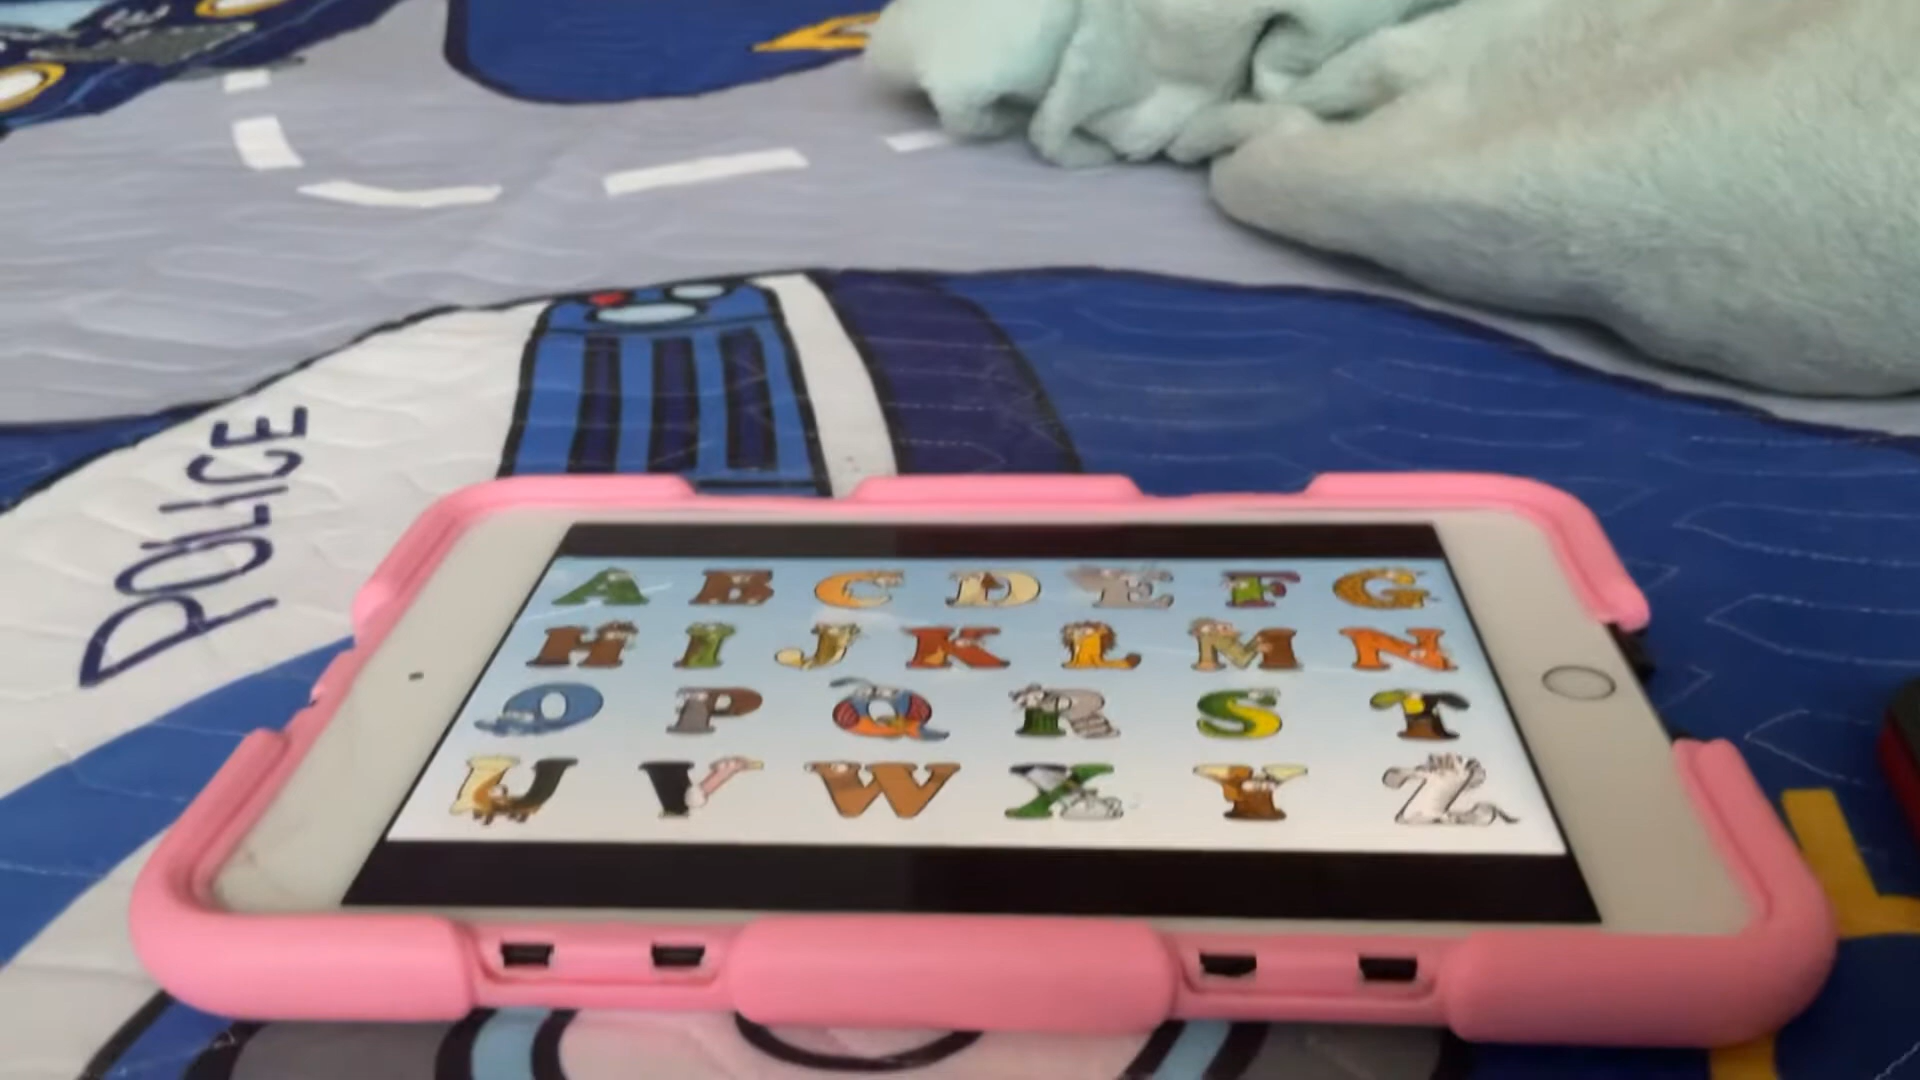 POLICE
A B C D E F G
H I J K L M N
O P Q R S T
U V W X Y Z